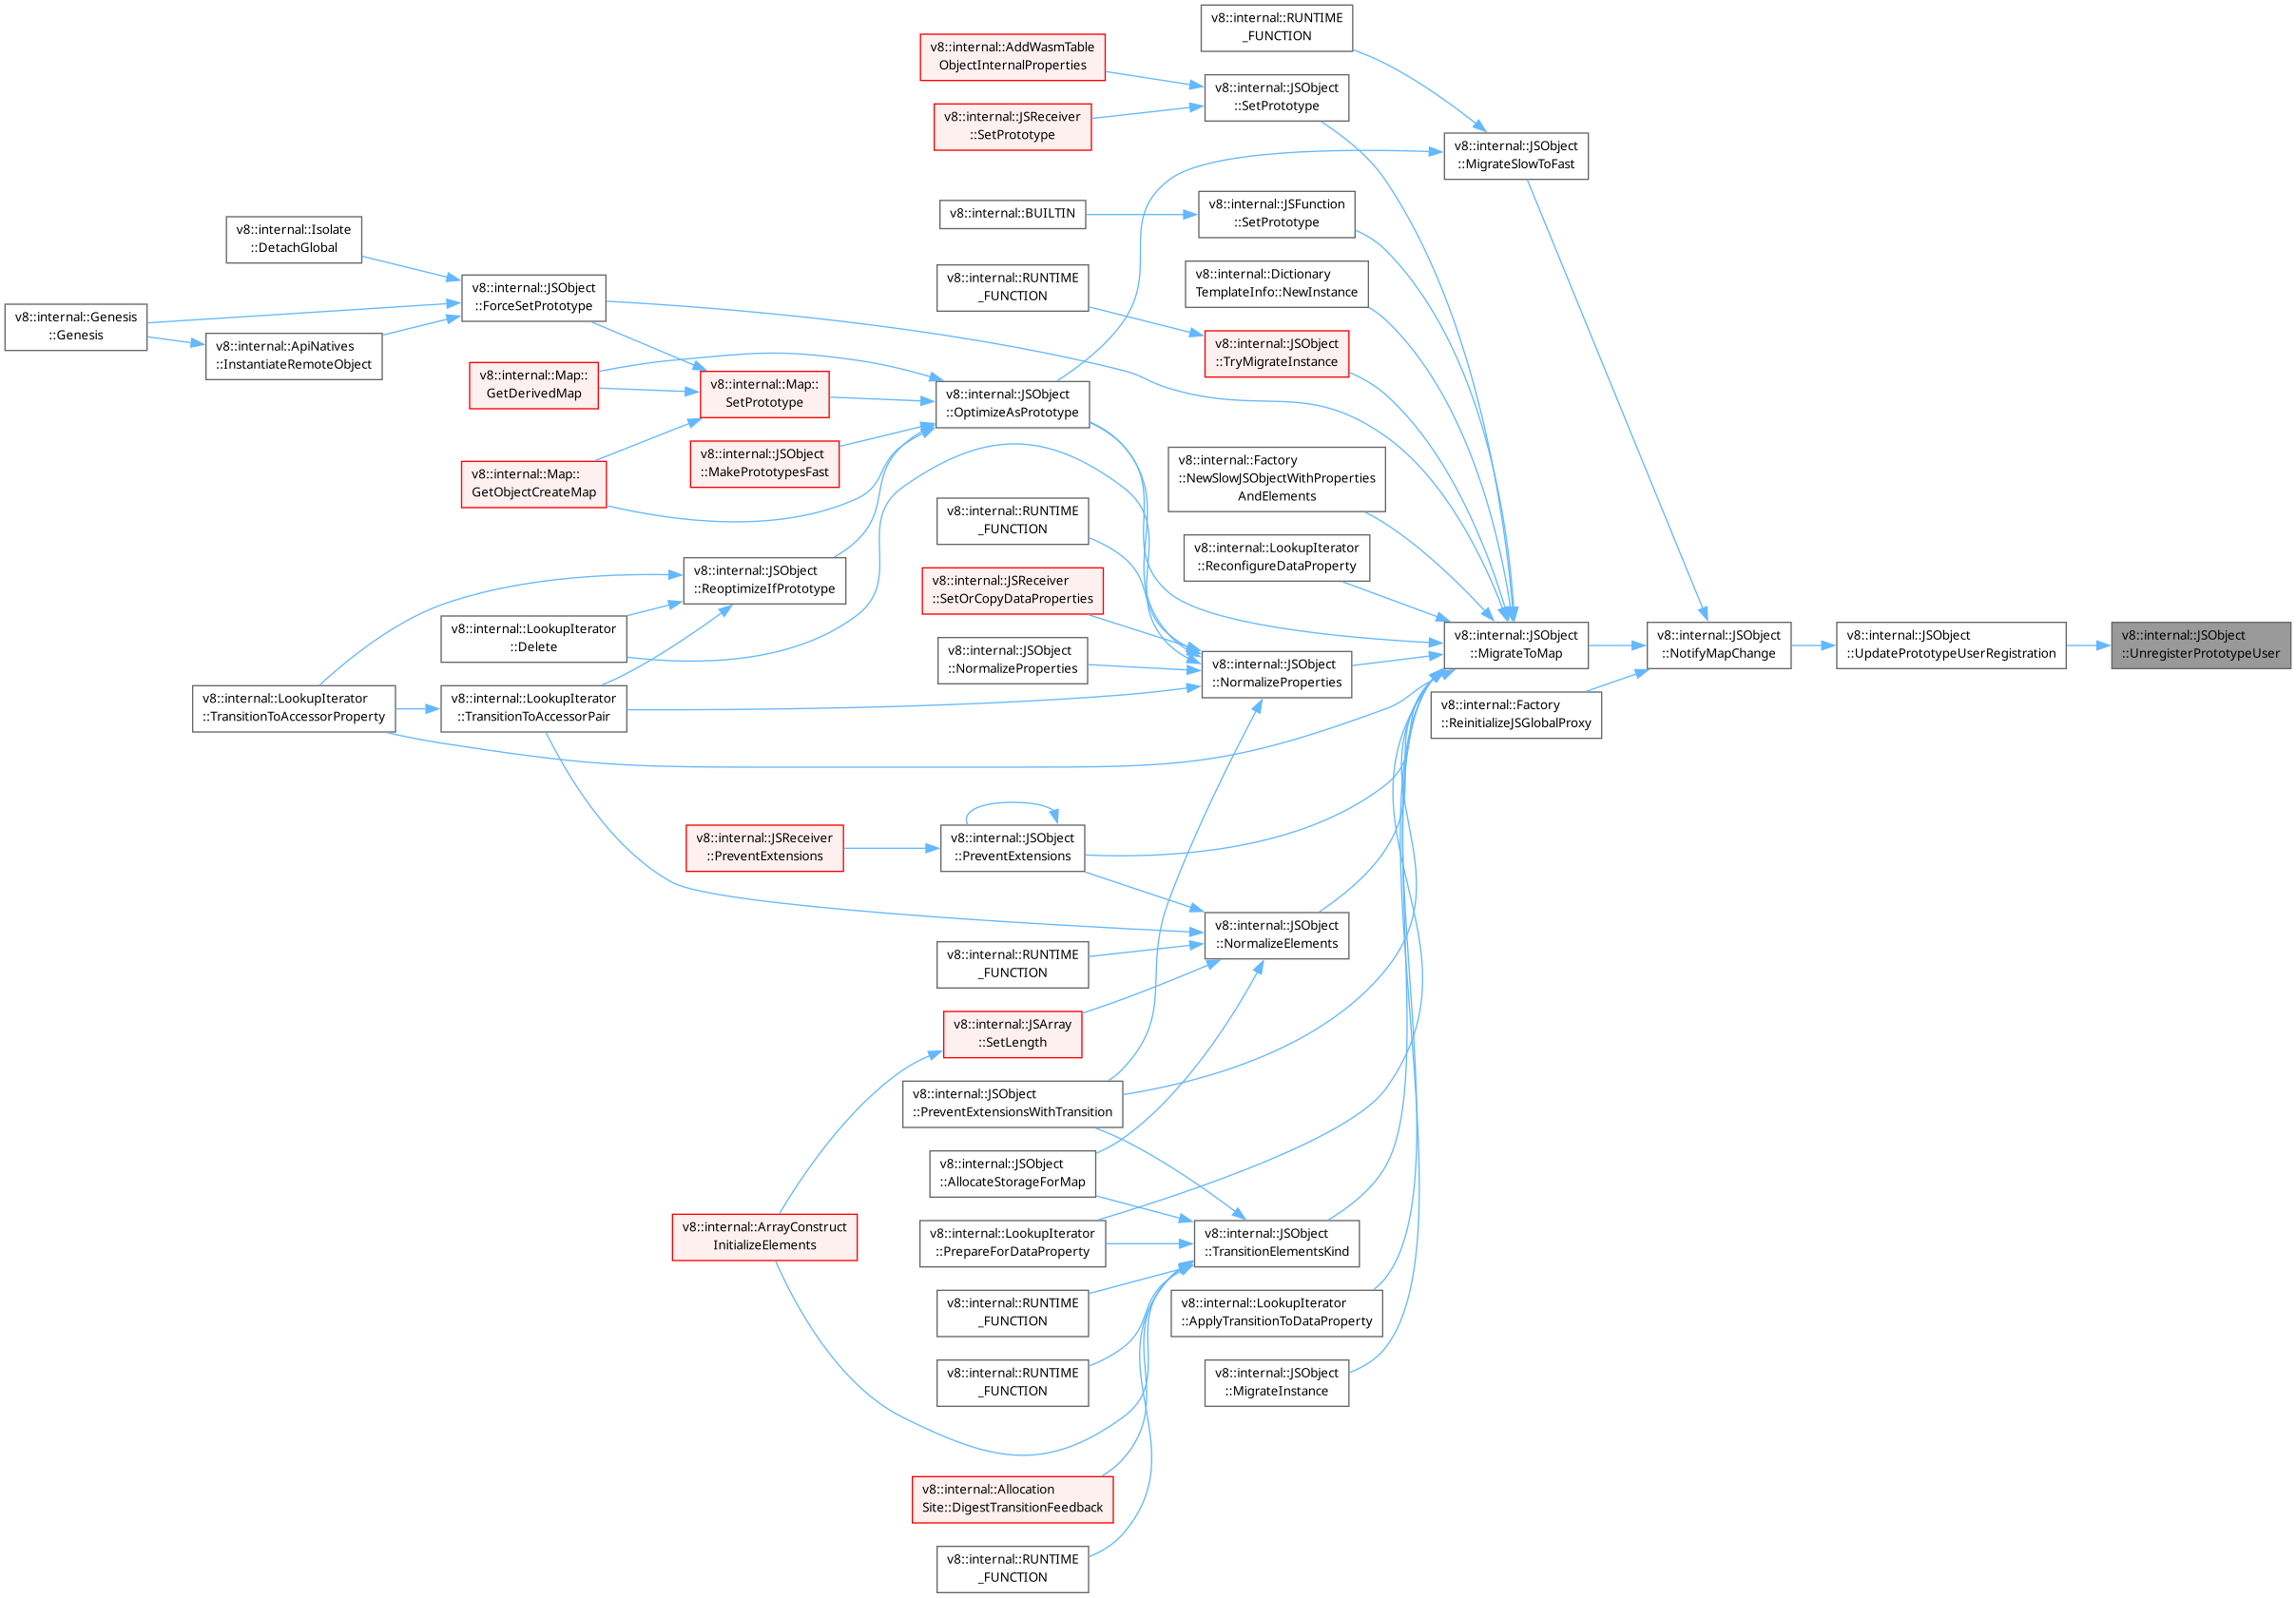 v8::internal::RUNTIME
_FUNCTION
v8::internal::AddWasmTable
ObjectInternalProperties
v8::internal::JSObject
::SetPrototype
v8::internal::JSReceiver
::SetPrototype
v8::internal::JSObject
::MigrateSlowToFast
v8::internal::BUILTIN
v8::internal::JSFunction
::SetPrototype
v8::internal::Isolate
::DetachGlobal
v8::internal::RUNTIME
_FUNCTION
v8::internal::Dictionary
TemplateInfo::NewInstance
v8::internal::JSObject
::ForceSetPrototype
v8::internal::Genesis
::Genesis
v8::internal::ApiNatives
::InstantiateRemoteObject
v8::internal::JSObject
::TryMigrateInstance
v8::internal::Map::
GetDerivedMap
v8::internal::Map::
SetPrototype
v8::internal::JSObject
::OptimizeAsPrototype
v8::internal::Map::
GetObjectCreateMap
v8::internal::JSObject
::MakePrototypesFast
v8::internal::Factory
::NewSlowJSObjectWithProperties
AndElements
v8::internal::RUNTIME
_FUNCTION
v8::internal::LookupIterator
::ReconfigureDataProperty
v8::internal::JSObject
::ReoptimizeIfPrototype
v8::internal::JSReceiver
::SetOrCopyDataProperties
v8::internal::LookupIterator
::Delete
v8::internal::JSObject
::NormalizeProperties
v8::internal::JSObject
::NormalizeProperties
v8::internal::JSObject
::MigrateToMap
v8::internal::JSObject
::NotifyMapChange
v8::internal::JSObject
::UpdatePrototypeUserRegistration
v8::internal::JSObject
::UnregisterPrototypeUser
v8::internal::LookupIterator
::TransitionToAccessorProperty
v8::internal::LookupIterator
::TransitionToAccessorPair
v8::internal::Factory
::ReinitializeJSGlobalProxy
v8::internal::JSReceiver
::PreventExtensions
v8::internal::JSObject
::PreventExtensions
v8::internal::JSObject
::NormalizeElements
v8::internal::RUNTIME
_FUNCTION
v8::internal::JSArray
::SetLength
v8::internal::JSObject
::PreventExtensionsWithTransition
v8::internal::JSObject
::AllocateStorageForMap
v8::internal::ArrayConstruct
InitializeElements
v8::internal::LookupIterator
::PrepareForDataProperty
v8::internal::JSObject
::TransitionElementsKind
v8::internal::RUNTIME
_FUNCTION
v8::internal::LookupIterator
::ApplyTransitionToDataProperty
v8::internal::RUNTIME
_FUNCTION
v8::internal::JSObject
::MigrateInstance
v8::internal::Allocation
Site::DigestTransitionFeedback
v8::internal::RUNTIME
_FUNCTION